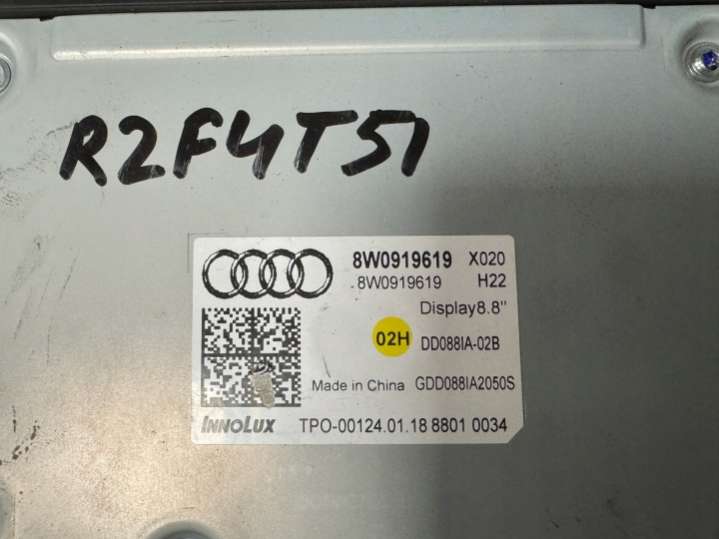 R2F4T51
8W0919619 X020
.8W0919619 H22
Display8.8"
02H DD088IA-02B
Made in China GDD088IA2050S
INNOLUX TPO-00124.01.18 8801 0034